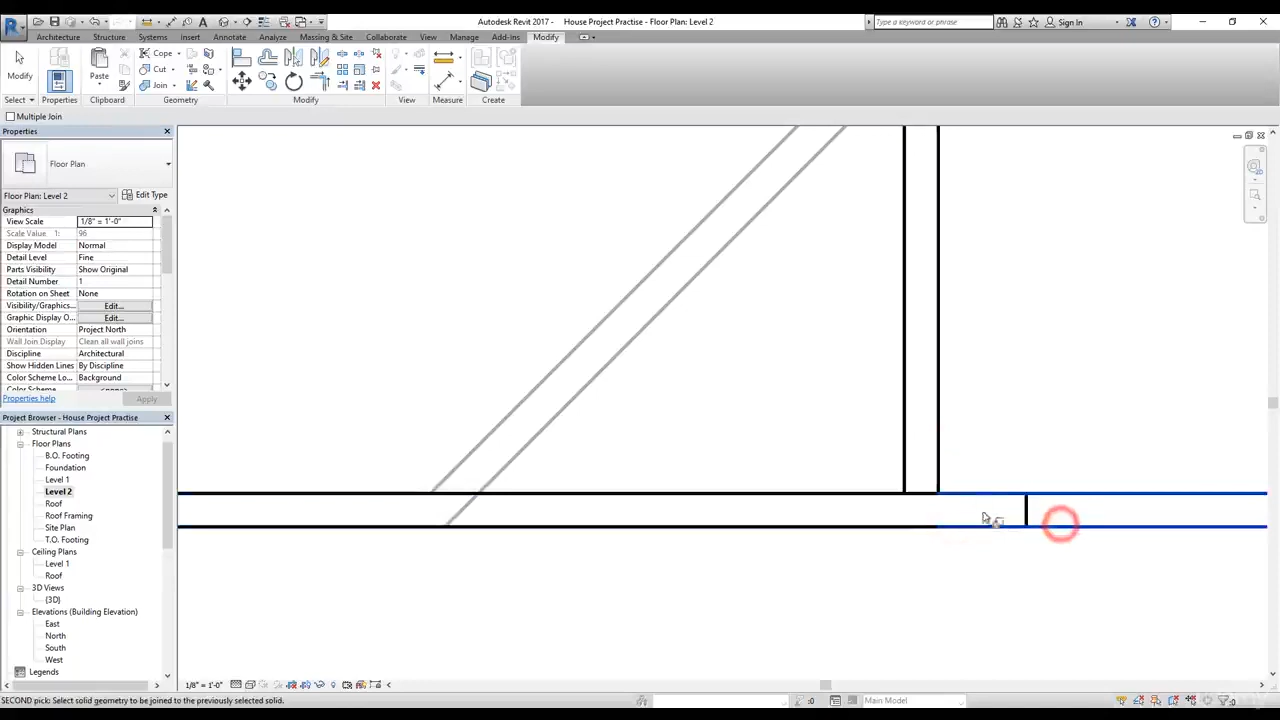 Autodesk Revit 2017 - House Project Practise - Floor Plan: Level 2
Type a keyword or phrase
Sign In
Architecture Structure Systems Insert Annotate Analyze Massing & Site Collaborate View Manage Add-ins Modify
Cope
Cut
Join
Modify
Paste
Select Properties Clipboard Geometry Modify View Measure Create
Multiple Join
Properties
Floor Plan
Floor Plan: Level 2
Edit Type
Graphics
View Scale 1/8" = 1'-0"
Scale Value 1: 96
Display Model Normal
Detail Level Fine
Parts Visibility Show Original
Detail Number 1
Rotation on Sheet None
Visibility/Graphics... Edit...
Graphic Display O... Edit...
Orientation Project North
Wall Join Display Clean all wall joins
Discipline Architectural
Show Hidden Lines By Discipline
Color Scheme Lo... Background
Color Scheme <none>
Properties help Apply
Project Browser - House Project Practise
Structural Plans
Floor Plans
B.O. Footing
Foundation
Level 1
Level 2
Roof
Roof Framing
Site Plan
T.O. Footing
Ceiling Plans
Level 1
Roof
3D Views
{3D}
Elevations (Building Elevation)
East
North
South
West
Legends
1/8" = 1'-0"
SECOND pick: Select solid geometry to be joined to the previously selected solid.
:0
Main Model
:0